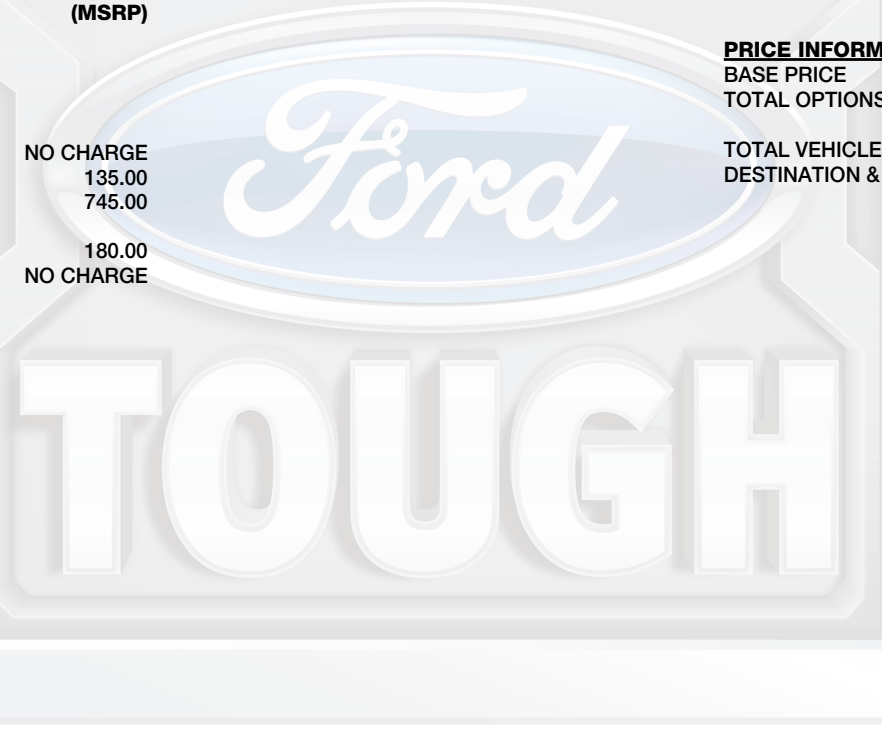 (MSRP)
NO CHARGE
135.00
745.00
180.00
NO CHARGE
PRICE INFORM
BASE PRICE
TOTAL OPTIONS
TOTAL VEHICLE
DESTINATION &
Ford
TOUGH